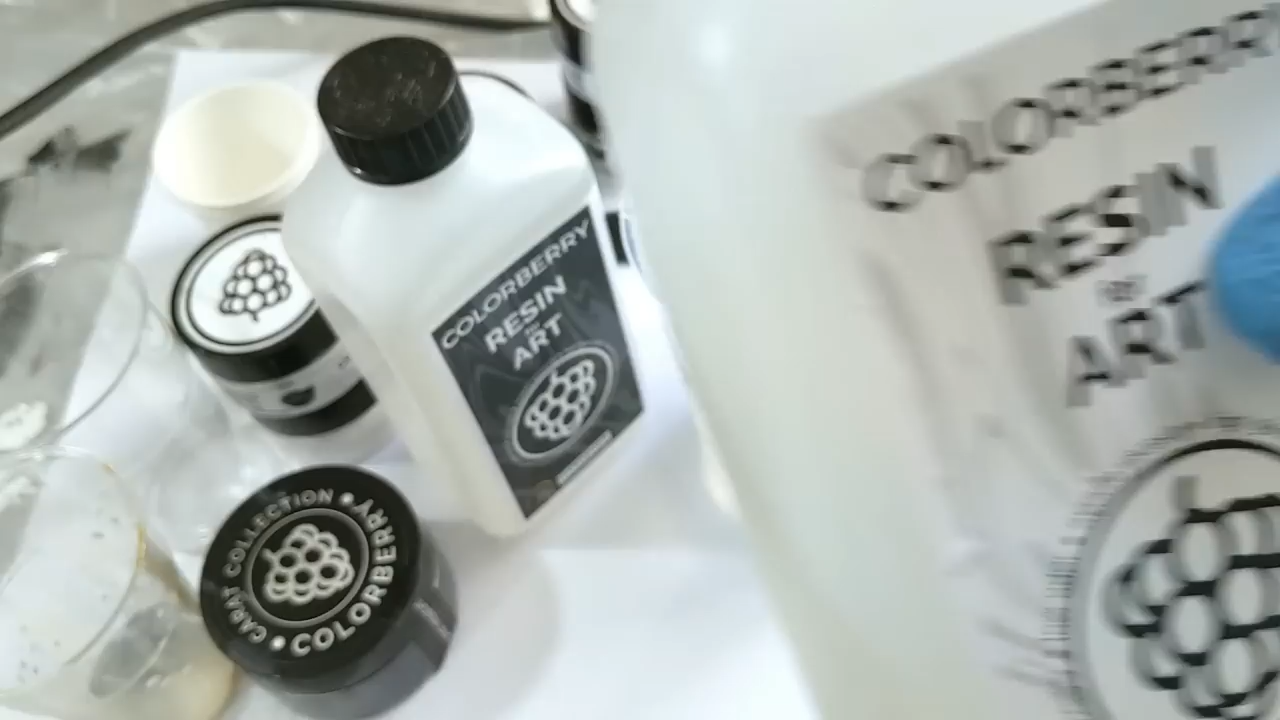 COLORBERRY
RESIN
ART
COLORBERRY
RESIN
ART
CARAT COLLECTION • COLORBERRY •